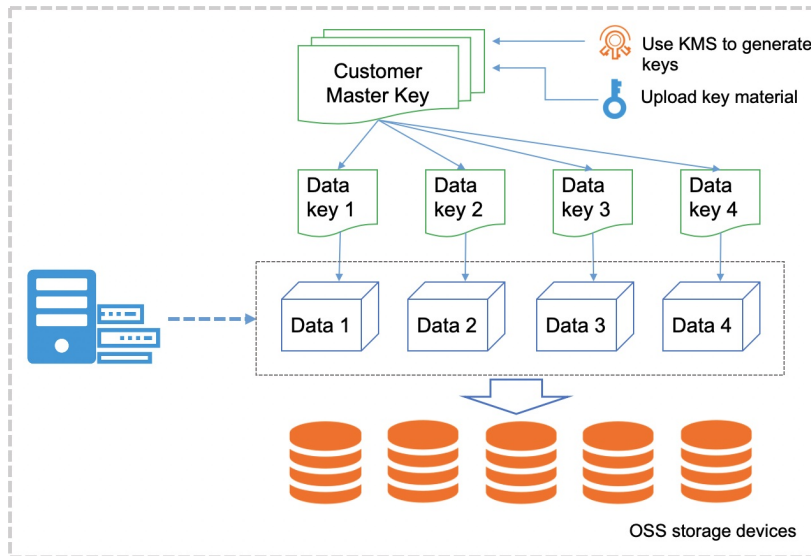 Customer
Master Key
Use KMS to generate
keys
Upload key material
Data
key 1
Data
key 2
Data
key 3
Data
key 4
Data 1
Data 2
Data 3
Data 4
OSS storage devices